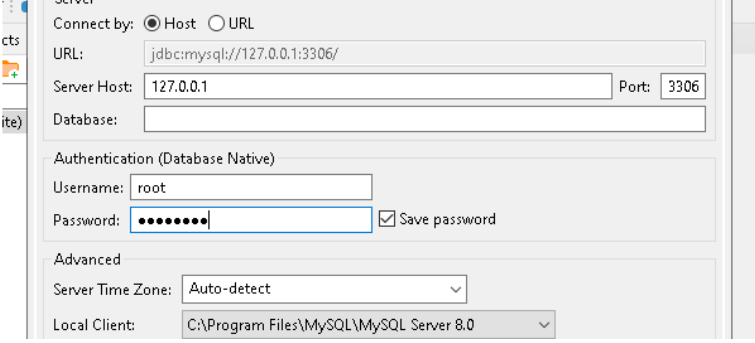 Server
cts
Connect by: Host URL
URL: jdbc:mysql://127.0.0.1:3306/
Server Host: 127.0.0.1 Port: 3306
ite)
Database:
Authentication (Database Native)
Username: root
Password: ●●●●●●●● Save password
Advanced
Server Time Zone: Auto-detect
Local Client: C:\Program Files\MySQL\MySQL Server 8.0